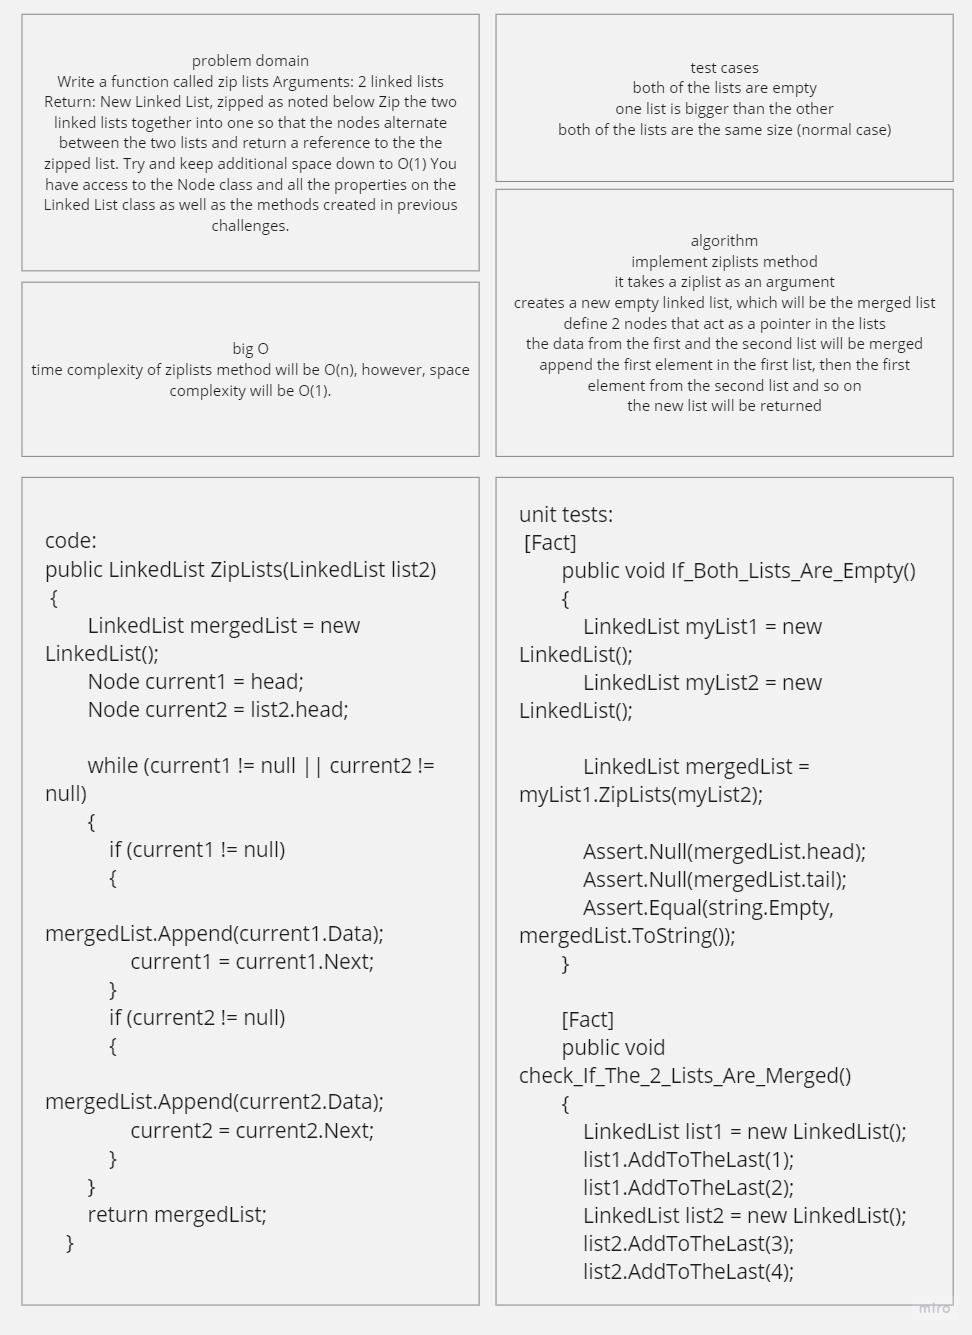 problem domain
Write a function called zip lists Arguments: 2 linked lists
Return: New Linked List, zipped as noted below Zip the two
linked lists together into one so that the nodes alternate
between the two lists and return a reference to the the
zipped list. Try and keep additional space down to O(1) You
have access to the Node class and all the properties on the
Linked List class as well as the methods created in previous
challenges.
test cases
both of the lists are empty
one list is bigger than the other
both of the lists are the same size (normal case)
big O
time complexity of ziplists method will be O(n), however, space
complexity will be O(1).
algorithm
implement ziplists method
it takes a ziplist as an argument
creates a new empty linked list, which will be the merged list
define 2 nodes that act as a pointer in the lists
the data from the first and the second list will be merged
append the first element in the first list, then the first
element from the second list and so on
the new list will be returned
code:
public LinkedList ZipLists(LinkedList list2)
{
LinkedList mergedList = new
LinkedList();
Node current1 = head;
Node current2 = list2.head;
while (current1 != null || current2 !=
null)
{
if (current1 != null)
{
mergedList.Append(current1.Data);
current1 = current1.Next;
}
if (current2 != null)
{
mergedList.Append(current2.Data);
current2 = current2.Next;
}
}
return mergedList;
}
unit tests:
[Fact]
public void If_Both_Lists_Are_Empty()
{
LinkedList myList1 = new
LinkedList();
LinkedList myList2 = new
LinkedList();
LinkedList mergedList =
myList1.ZipLists(myList2);
Assert.Null(mergedList.head);
Assert.Null(mergedList.tail);
Assert.Equal(string.Empty,
mergedList.ToString());
}
[Fact]
public void
check_If_The_2_Lists_Are_Merged()
{
LinkedList list1 = new LinkedList();
list1.AddToTheLast(1);
list1.AddToTheLast(2);
LinkedList list2 = new LinkedList();
list2.AddToTheLast(3);
list2.AddToTheLast(4);
miro